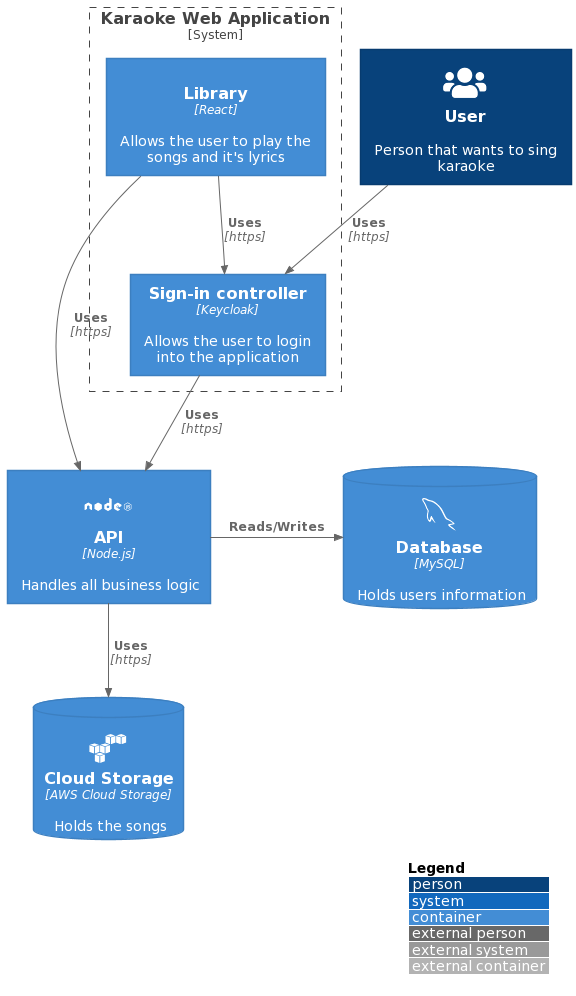 Karaoke Web Application
[System]
Library
[React]
Allows the user to play the
songs and it's lyrics
User
Person that wants to sing
karaoke
Uses
[https]
Uses
[https]
Sign-in controller
[Keycloak]
Allows the user to login
into the application
Uses
[https]
Uses
[https]
node
API
[Node.js]
Handles all business logic
Reads/Writes
Database
[MySQL]
Holds users information
Uses
[https]
Cloud Storage
[AWS Cloud Storage]
Holds the songs
Legend
person
system
container
external person
external system
external container